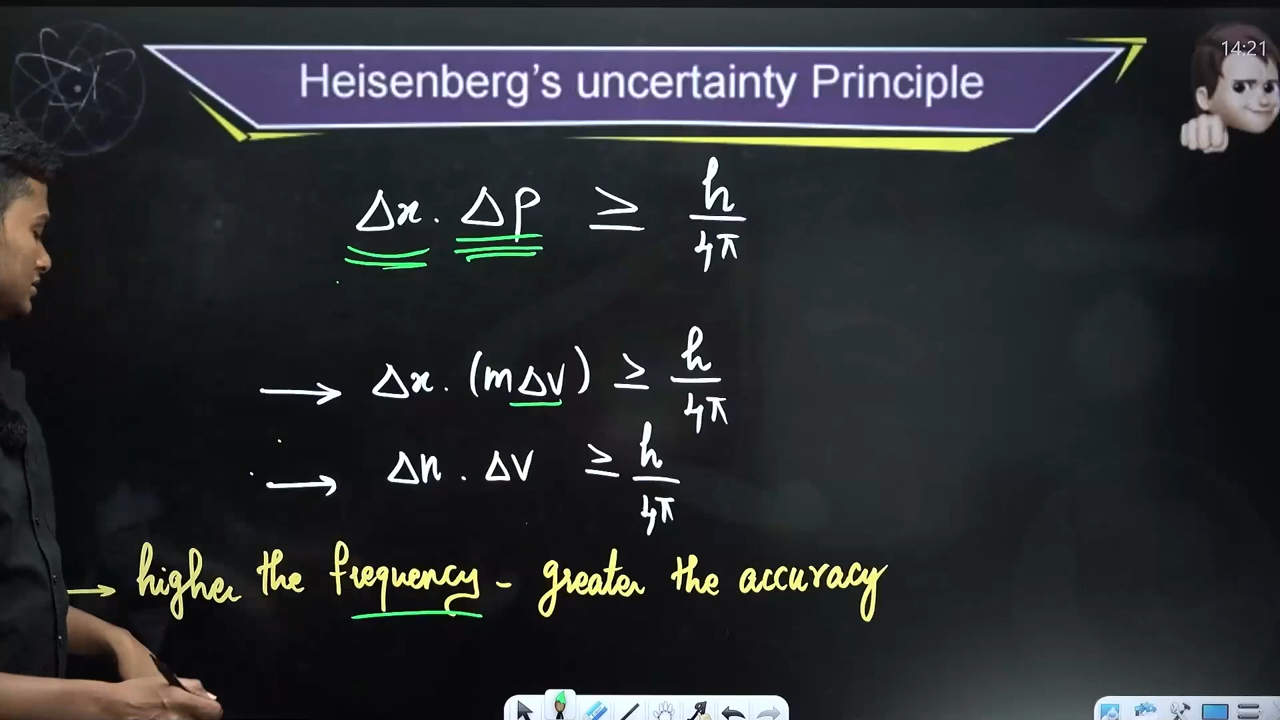 14:21
Heisenberg's uncertainty Principle
Δx . Δp ≥ h/4π
→ Δx . (mΔv) ≥ h/4π
→ Δn . Δv ≥ h/4π
→ higher the frequency - greater the accuracy